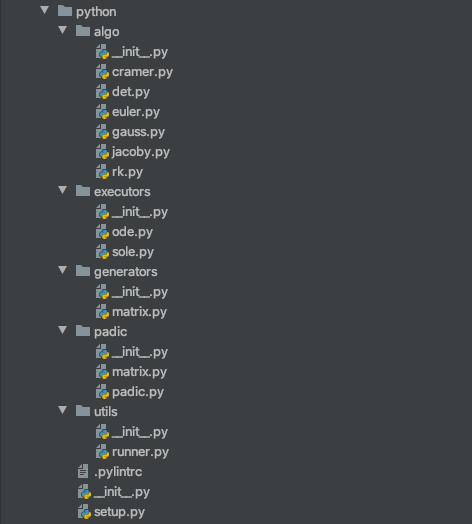 python
algo
__init__.py
cramer.py
det.py
euler.py
gauss.py
jacoby.py
rk.py
executors
__init__.py
ode.py
sole.py
generators
__init__.py
matrix.py
padic
__init__.py
matrix.py
padic.py
utils
__init__.py
runner.py
.pylintrc
__init__.py
setup.py